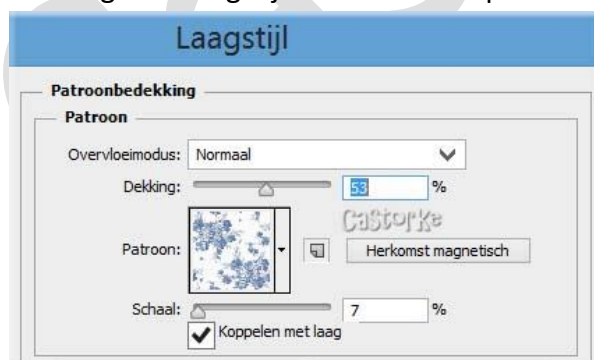 Laagstijl
Patroonbedekking
Patroon
Overvloeimodus: Normaal
Dekking: 53 %
CaStorke
Patroon: Herkomst magnetisch
Schaal: 7 %
Koppelen met laag